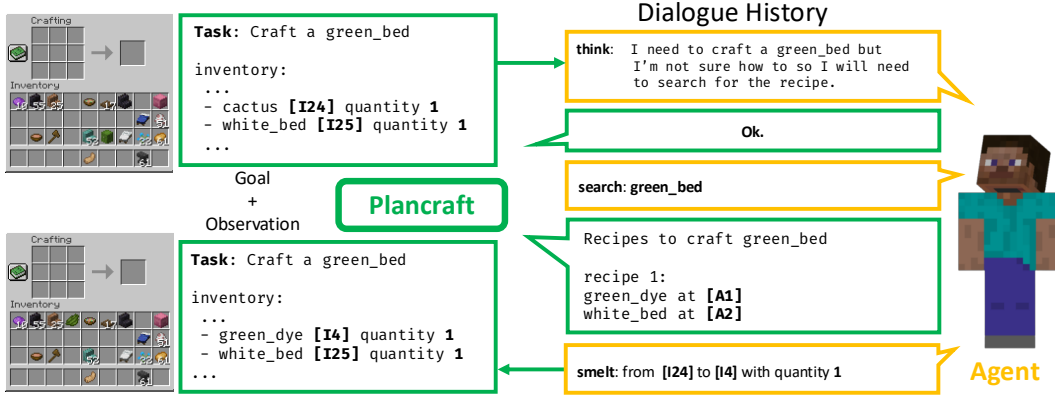 Dialogue History
Crafting
Inventory
Task: Craft a green_bed
inventory:
...
- cactus [I24] quantity 1
- white_bed [I25] quantity 1
...
think: I need to craft a green_bed but
I'm not sure how to so I will need
to search for the recipe.
Ok.
search: green_bed
Goal
+
Observation
Plancraft
Recipes to craft green_bed
recipe 1:
green_dye at [A1]
white_bed at [A2]
Crafting
Inventory
Task: Craft a green_bed
inventory:
...
- green_dye [I4] quantity 1
- white_bed [I25] quantity 1
...
smelt: from [I24] to [I4] with quantity 1
Agent